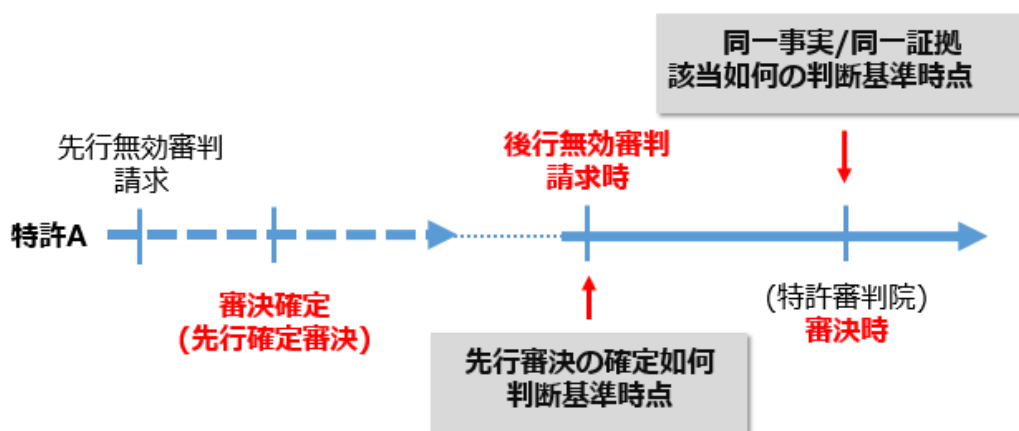 同一事実/同一証拠
該当如何の判断基準時点
先行無効審判
請求
後行無効審判
請求時
特許A
審決確定
(先行確定審決)
(特許審判院)
審決時
先行審決の確定如何
判断基準時点